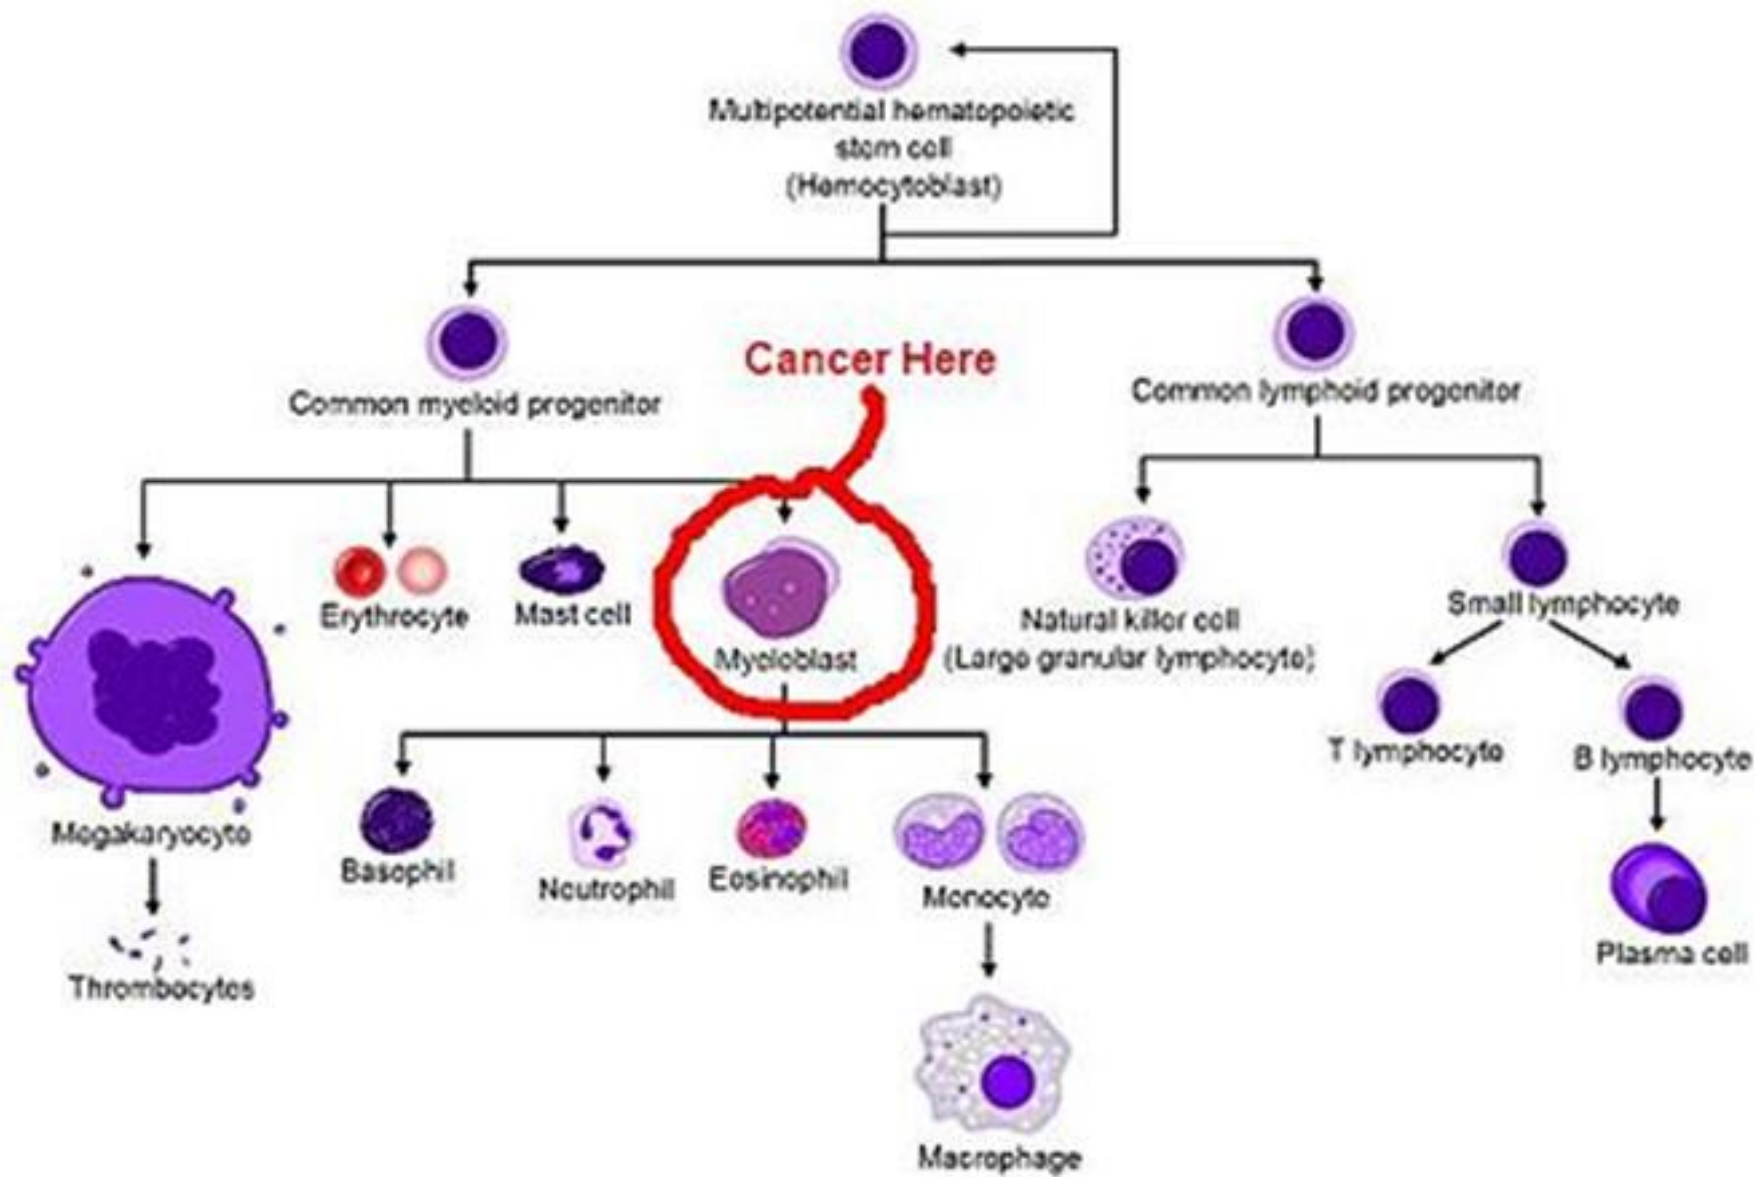 Multipotential hematopoietic
stem cell
(Hemocytoblast)
Cancer Here
Common myeloid progenitor
Common lymphoid progenitor
Erythrocyte
Mast cell
Myeloblast
Natural killer cell
(Large granular lymphocyte)
Small lymphocyte
T lymphocyte
B lymphocyte
Megakaryocyte
Basophil
Neutrophil
Eosinophil
Monocyte
Plasma cell
Thrombocytes
Macrophage